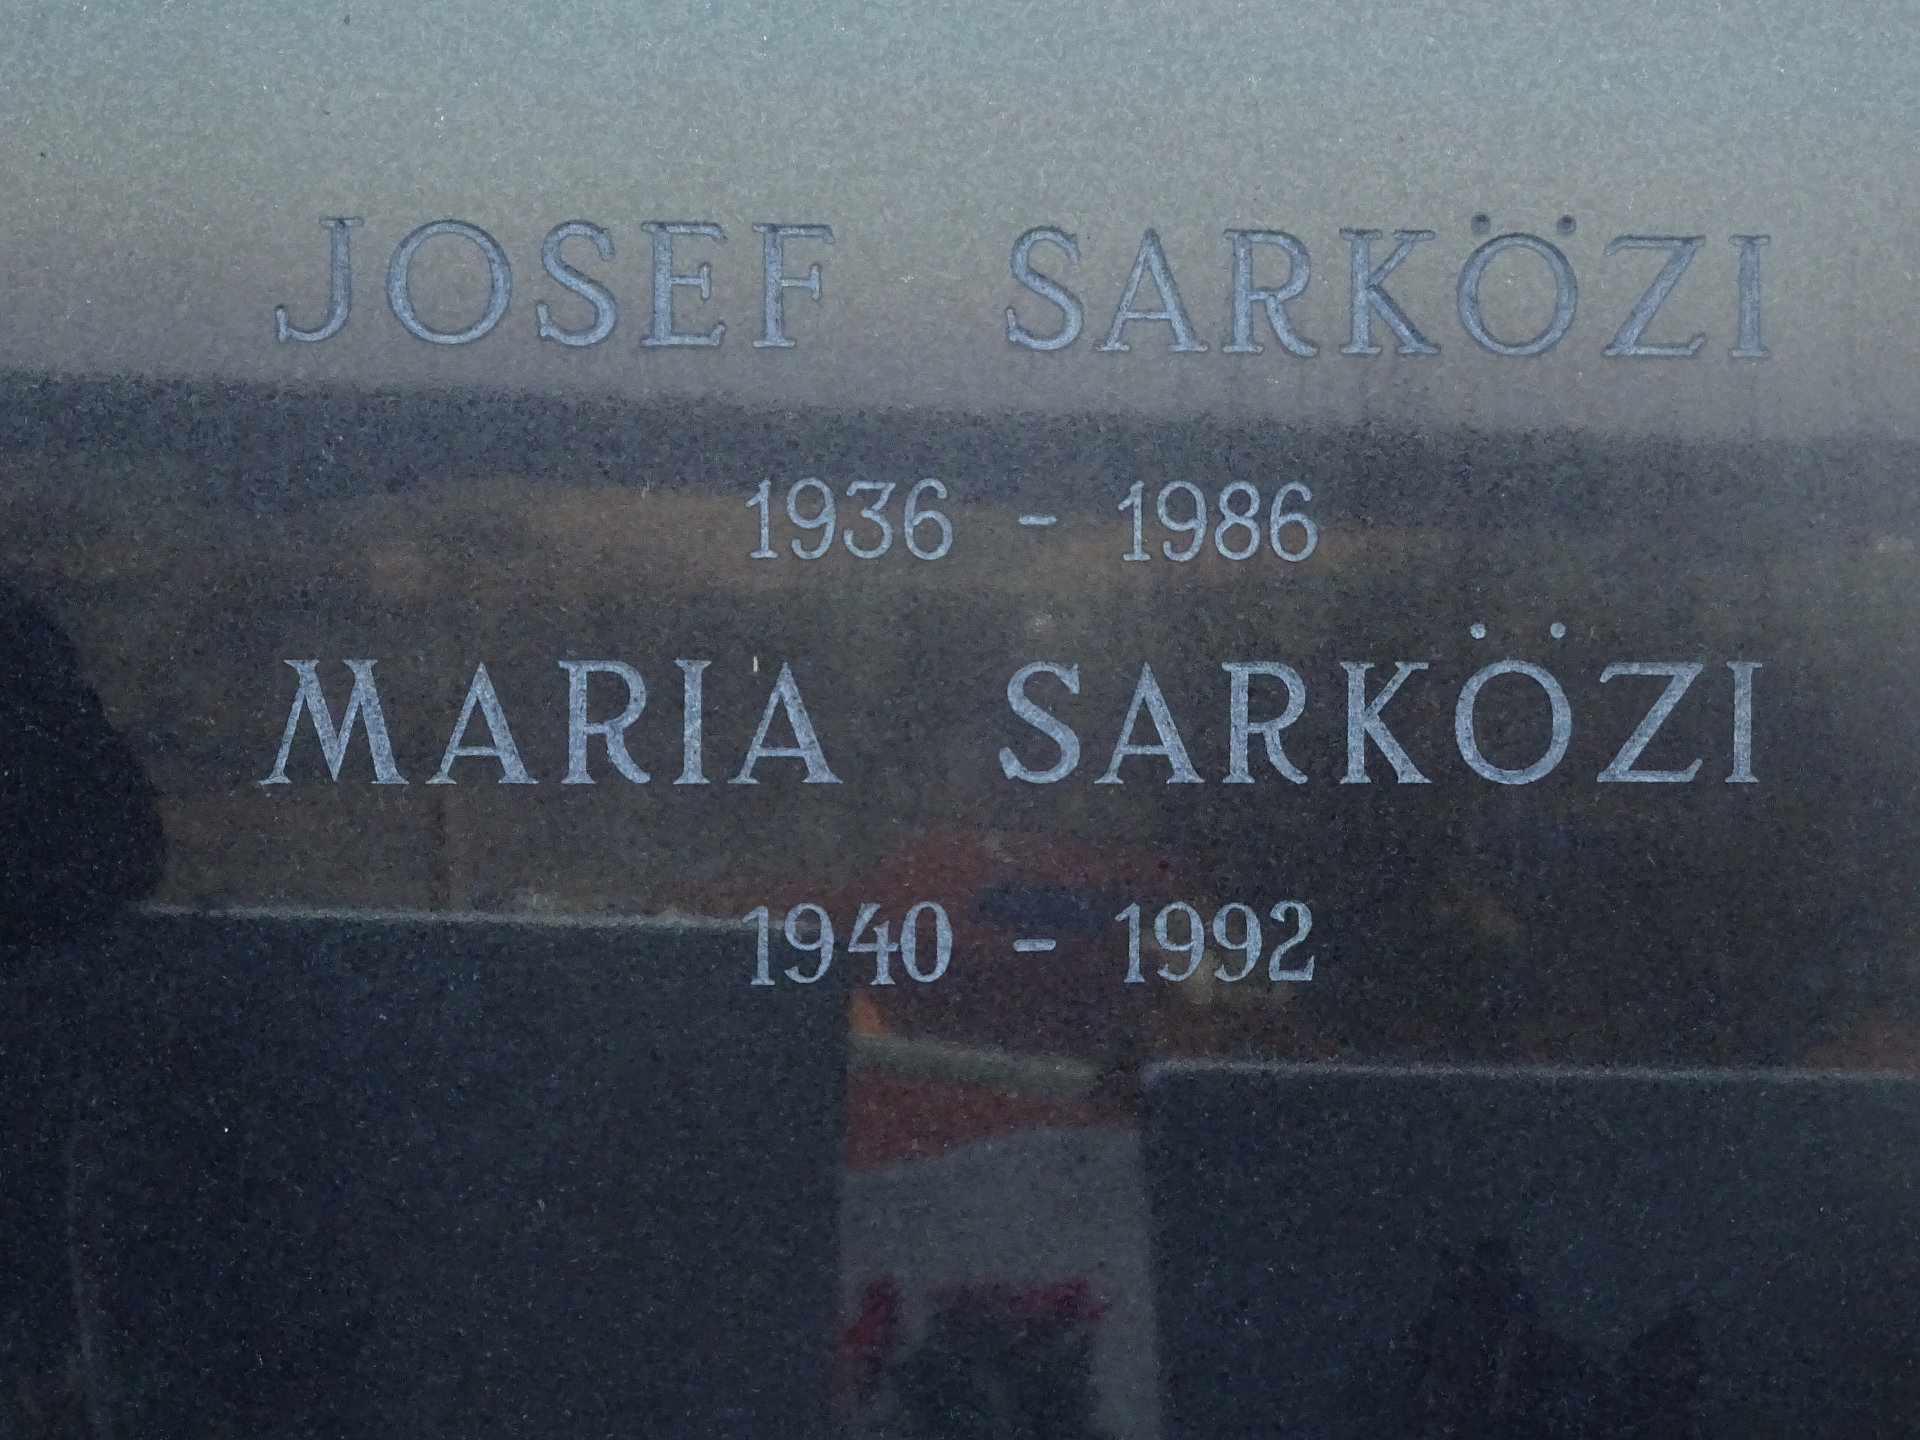 JOSEF SARKÖZI
1936 - 1986
MARIA SARKÖZI
1940 - 1992